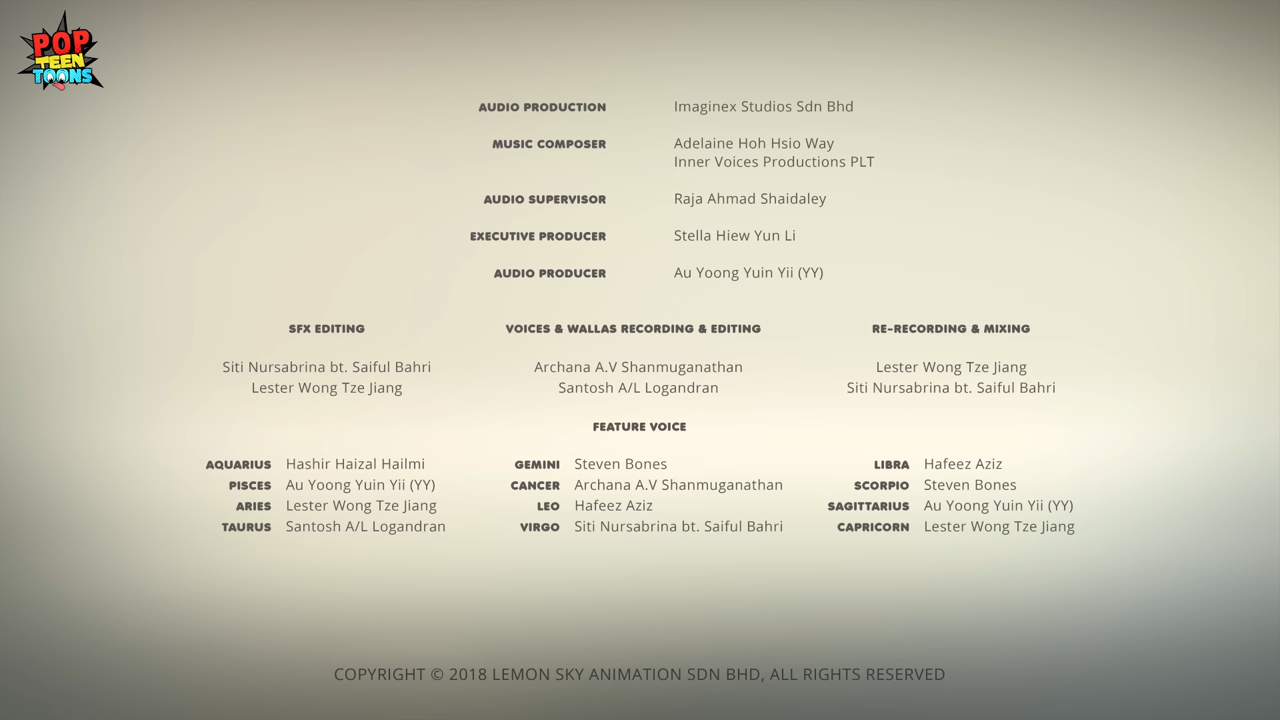 POP
TEEN
TOONS
AUDIO PRODUCTION Imaginex Studios Sdn Bhd
MUSIC COMPOSER Adelaine Hoh Hsio Way
Inner Voices Productions PLT
AUDIO SUPERVISOR Raja Ahmad Shaidaley
EXECUTIVE PRODUCER Stella Hiew Yun Li
AUDIO PRODUCER Au Yoong Yuin Yii (YY)
SFX EDITING
Siti Nursabrina bt. Saiful Bahri
Lester Wong Tze Jiang
VOICES & WALLAS RECORDING & EDITING
Archana A.V Shanmuganathan
Santosh A/L Logandran
RE-RECORDING & MIXING
Lester Wong Tze Jiang
Siti Nursabrina bt. Saiful Bahri
FEATURE VOICE
AQUARIUS Hashir Haizal Hailmi
PISCES Au Yoong Yuin Yii (YY)
ARIES Lester Wong Tze Jiang
TAURUS Santosh A/L Logandran
GEMINI Steven Bones
CANCER Archana A.V Shanmuganathan
LEO Hafeez Aziz
VIRGO Siti Nursabrina bt. Saiful Bahri
LIBRA Hafeez Aziz
SCORPIO Steven Bones
SAGITTARIUS Au Yoong Yuin Yii (YY)
CAPRICORN Lester Wong Tze Jiang
COPYRIGHT © 2018 LEMON SKY ANIMATION SDN BHD, ALL RIGHTS RESERVED